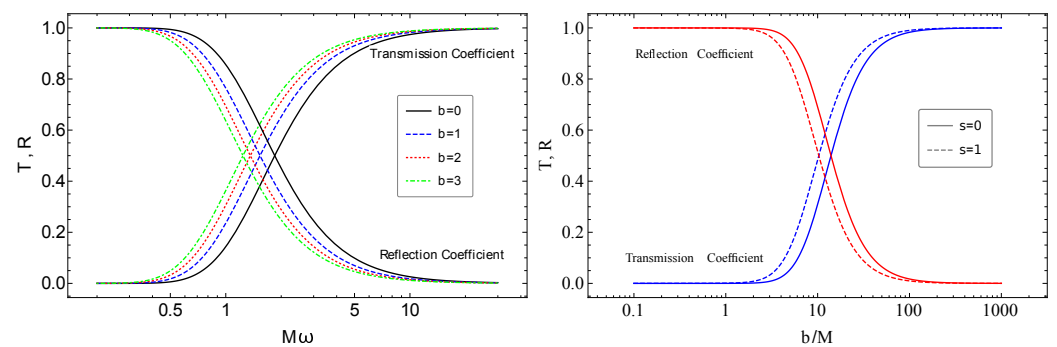 1.0
0.8
0.6
0.4
0.2
0.0
T, R
Transmission Coefficient
b=0
b=1
b=2
b=3
Reflection Coefficient
0.5 1 5 10
Mω
1.0
0.8
0.6
0.4
0.2
0.0
T, R
Reflection Coefficient
s=0
s=1
Transmission Coefficient
0.1 1 10 100 1000
b/M